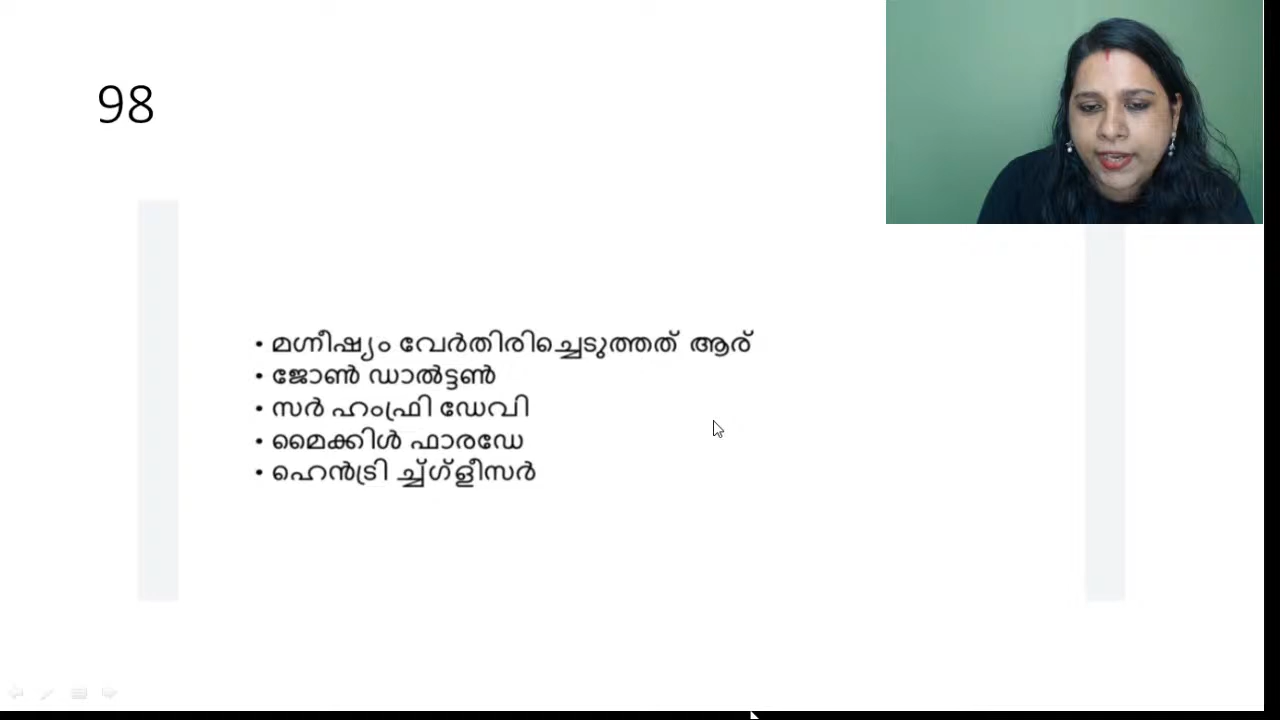 98
• മഗ്നീഷ്യം വേർതിരിച്ചെടുത്തത് ആര്
• ജോൺ ഡാൽട്ടൺ
• സർ ഹംഫ്രി ഡേവി
• മൈക്കിൾ ഫാരഡേ
• ഹെൻട്രി ച്ച്ഗ്ളീസർ